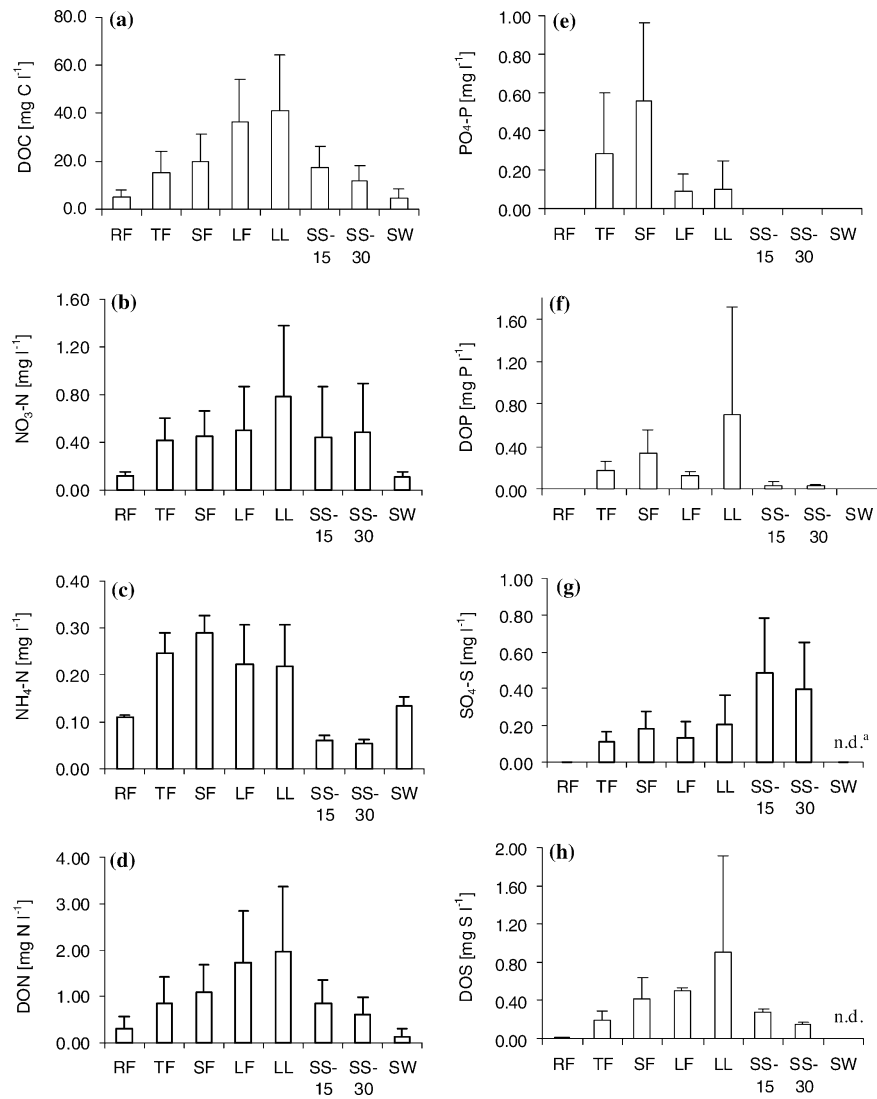 (a)
DOC [mg C l⁻¹]
80.0
60.0
40.0
20.0
0.0
RF TF SF LF LL SS-15 SS-30 SW
(b)
NO₃-N [mg l⁻¹]
1.60
1.20
0.80
0.40
0.00
RF TF SF LF LL SS-15 SS-30 SW
(c)
NH₄-N [mg l⁻¹]
0.40
0.30
0.20
0.10
0.00
RF TF SF LF LL SS-15 SS-30 SW
(d)
DON [mg N l⁻¹]
4.00
3.00
2.00
1.00
0.00
RF TF SF LF LL SS-15 SS-30 SW
(e)
PO₄-P [mg l⁻¹]
1.00
0.80
0.60
0.40
0.20
0.00
RF TF SF LF LL SS-15 SS-30 SW
(f)
DOP [mg P l⁻¹]
1.60
1.20
0.80
0.40
0.00
RF TF SF LF LL SS-15 SS-30 SW
(g)
SO₄-S [mg l⁻¹]
1.00
0.80
0.60
0.40
0.20
0.00
n.d.ᵃ
RF TF SF LF LL SS-15 SS-30 SW
(h)
DOS [mg S l⁻¹]
2.00
1.60
1.20
0.80
0.40
0.00
n.d.
RF TF SF LF LL SS-15 SS-30 SW